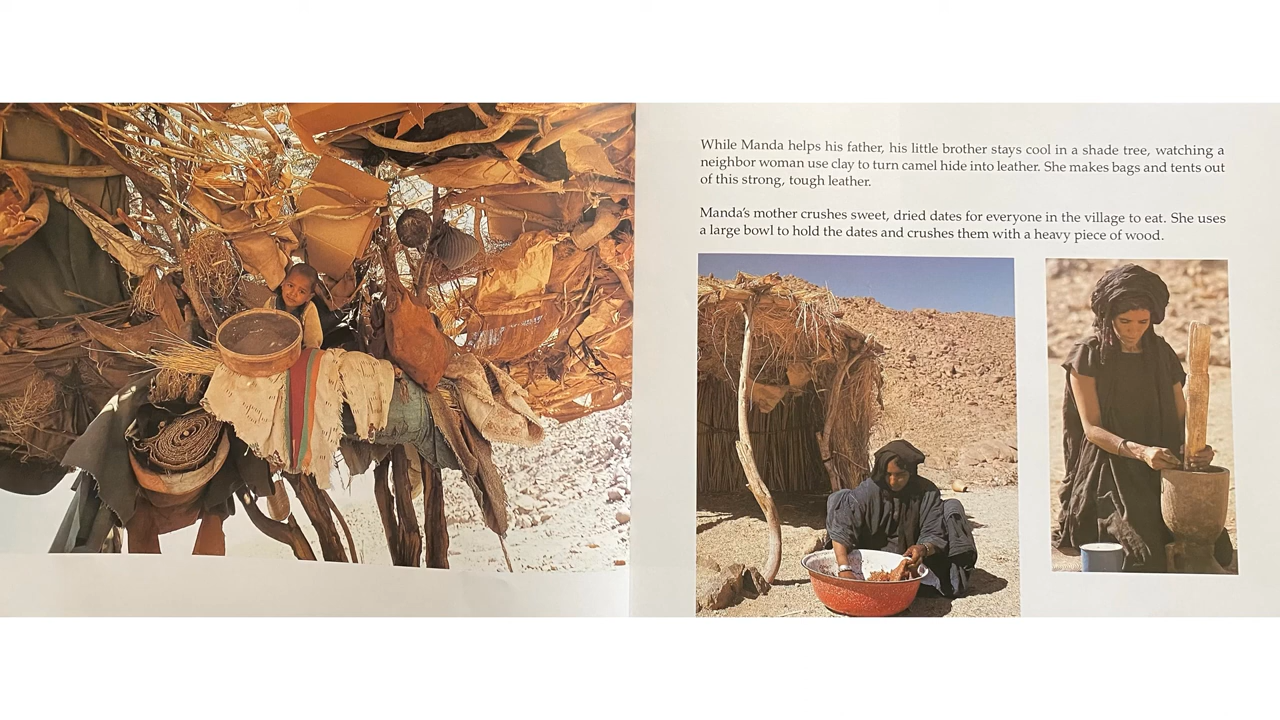 While Manda helps his father, his little brother stays cool in a shade tree, watching a
neighbor woman use clay to turn camel hide into leather. She makes bags and tents out
of this strong, tough leather.
Manda's mother crushes sweet, dried dates for everyone in the village to eat. She uses
a large bowl to hold the dates and crushes them with a heavy piece of wood.